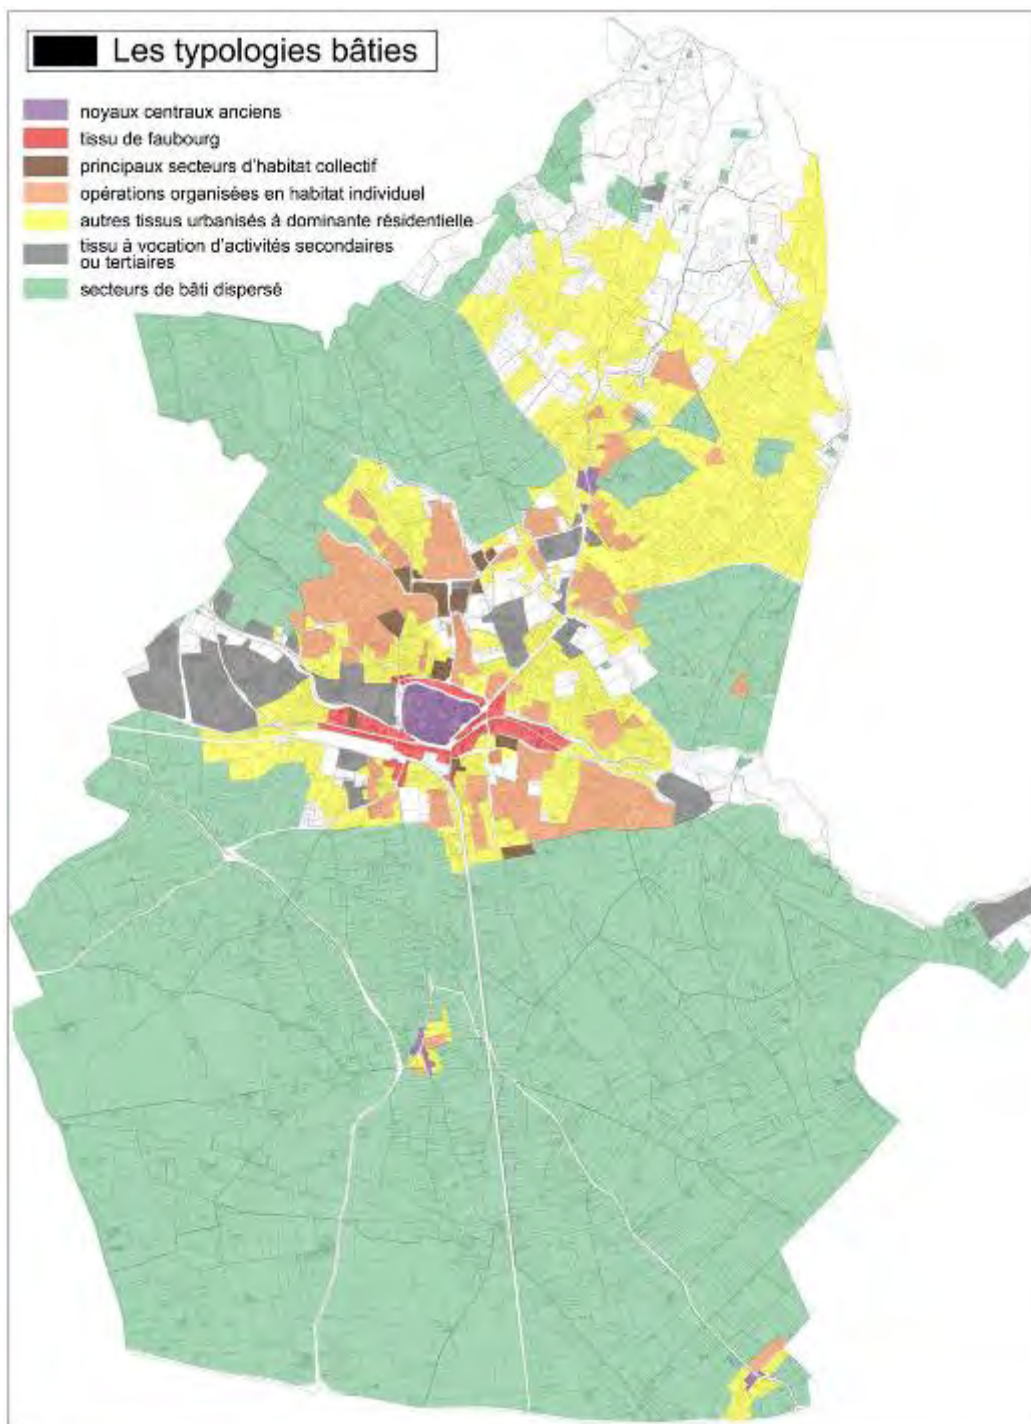 Les typologies bâties
noyaux centraux anciens
tissu de faubourg
principaux secteurs d'habitat collectif
opérations organisées en habitat individuel
autres tissus urbanisés à dominante résidentielle
tissu à vocation d'activités secondaires
ou tertiaires
secteurs de bâti dispersé